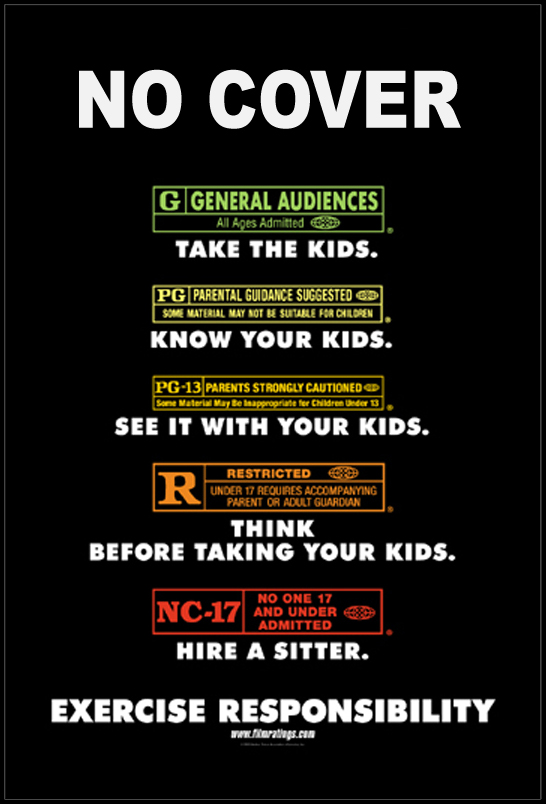 NO COVER
G GENERAL AUDIENCES
All Ages Admitted ®
TAKE THE KIDS.
PG PARENTAL GUIDANCE SUGGESTED
SOME MATERIAL MAY NOT BE SUITABLE FOR CHILDREN ®
KNOW YOUR KIDS.
PG-13 PARENTS STRONGLY CAUTIONED
Some Material May Be Inappropriate for Children Under 13 ®
SEE IT WITH YOUR KIDS.
R RESTRICTED
UNDER 17 REQUIRES ACCOMPANYING
PARENT OR ADULT GUARDIAN ®
THINK
BEFORE TAKING YOUR KIDS.
NC-17 NO ONE 17
AND UNDER
ADMITTED ®
HIRE A SITTER.
EXERCISE RESPONSIBILITY
www.filmratings.com